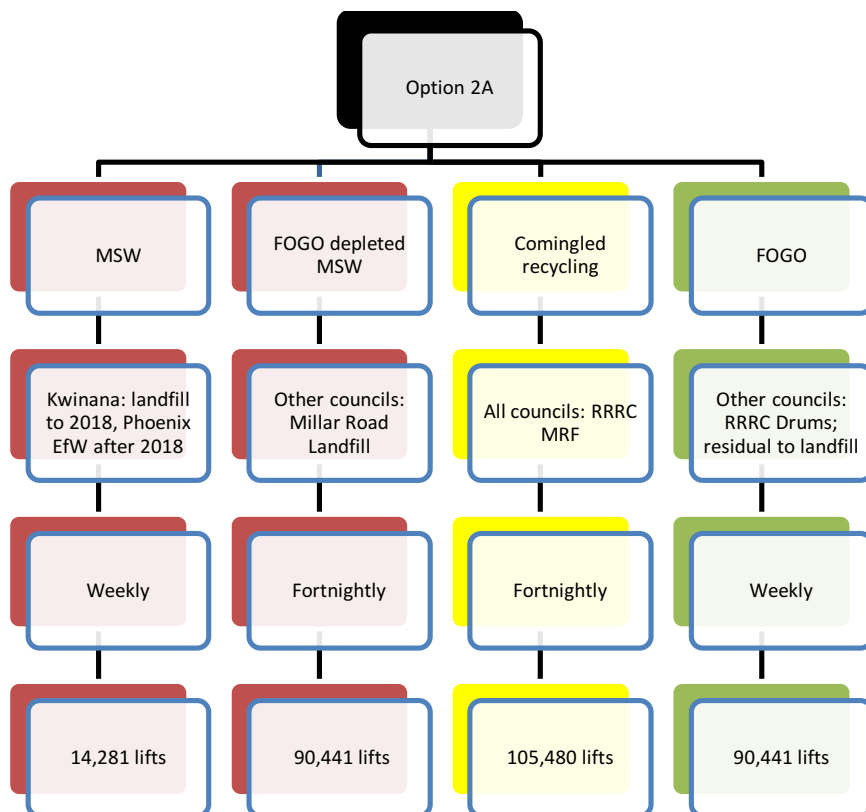 Option 2A
MSW
FOGO depleted
MSW
Comingled
recycling
FOGO
Kwinana: landfill
to 2018, Phoenix
EfW after 2018
Other councils:
Millar Road
Landfill
All councils: RRRC
MRF
Other councils:
RRRC Drums;
residual to landfill
Weekly
Fortnightly
Fortnightly
Weekly
14,281 lifts
90,441 lifts
105,480 lifts
90,441 lifts